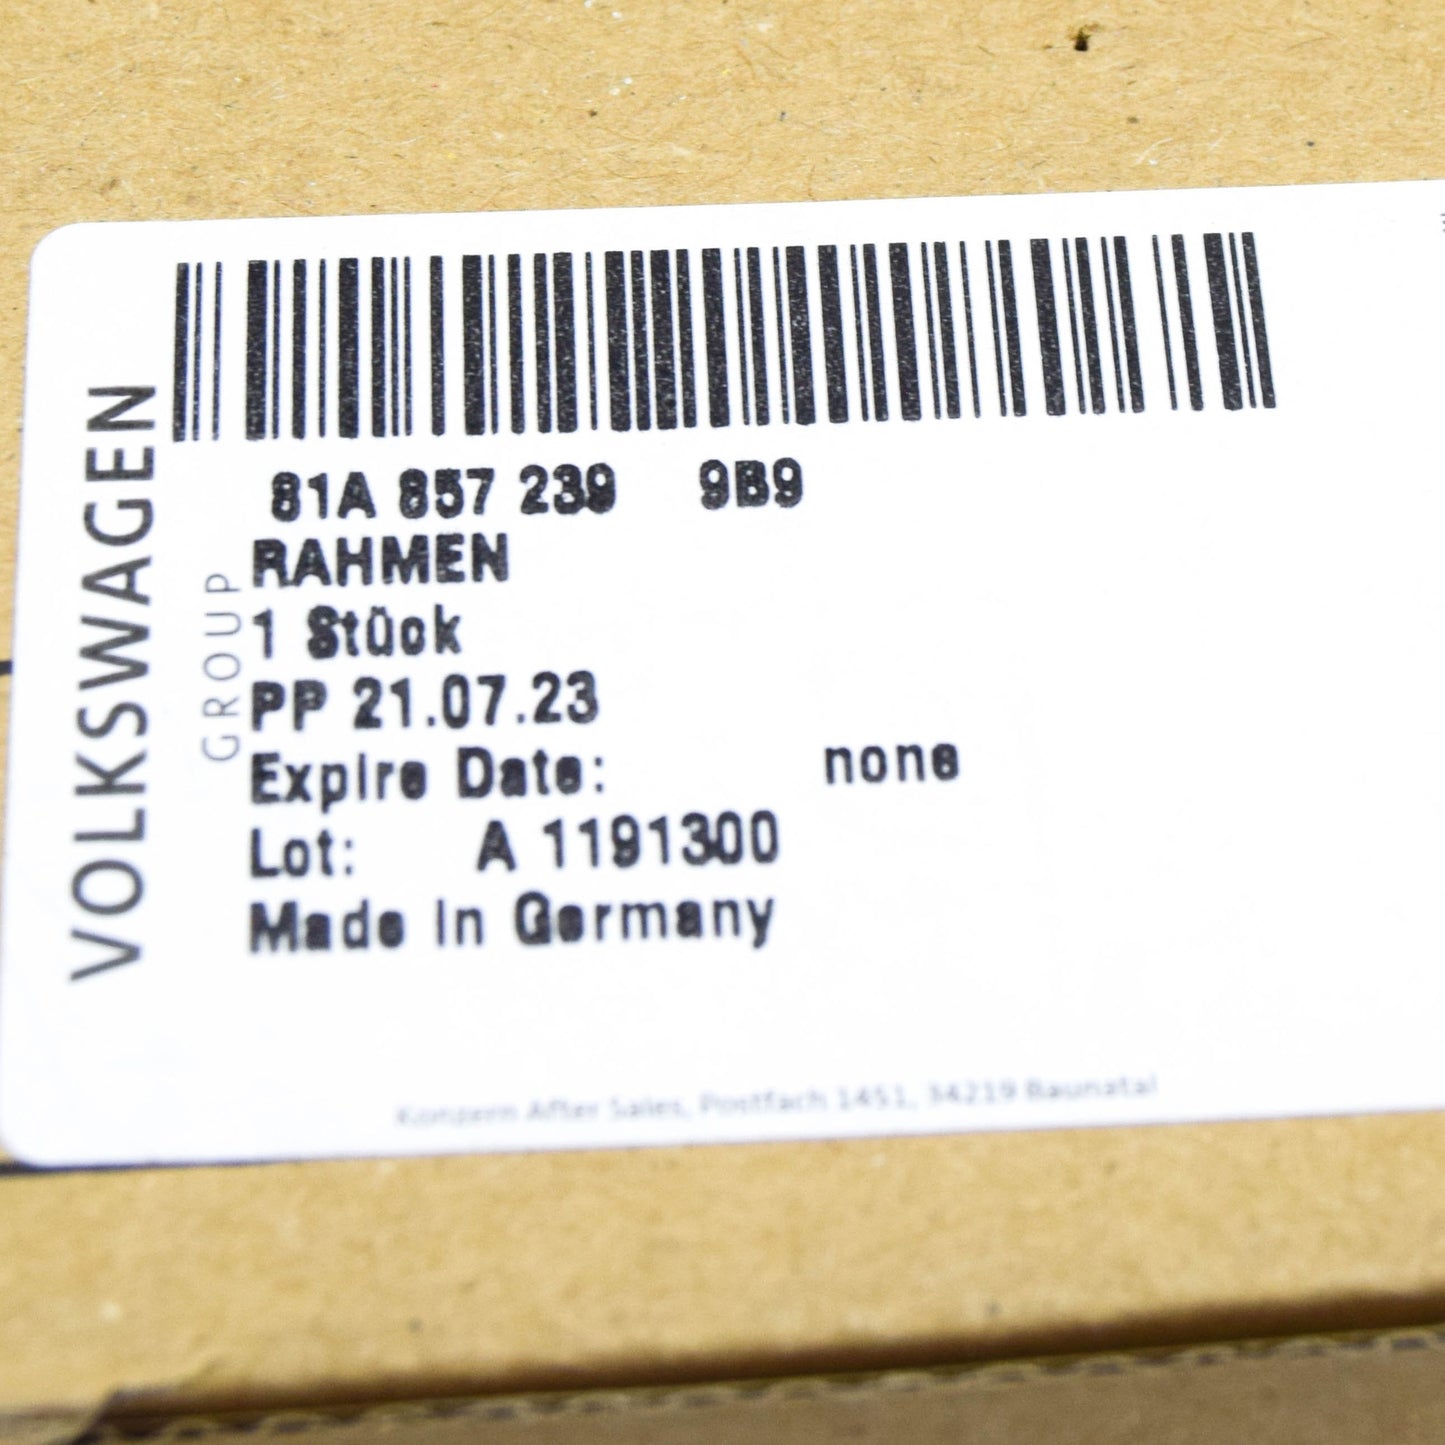 VOLKSWAGEN
GROUP
81A 857 239 9B9
RAHMEN
1 Stück
PP 21.07.23
Expire Date: none
Lot: A 1191300
Made in Germany
Konzern After Sales, Postfach 1451, 34219 Baunatal